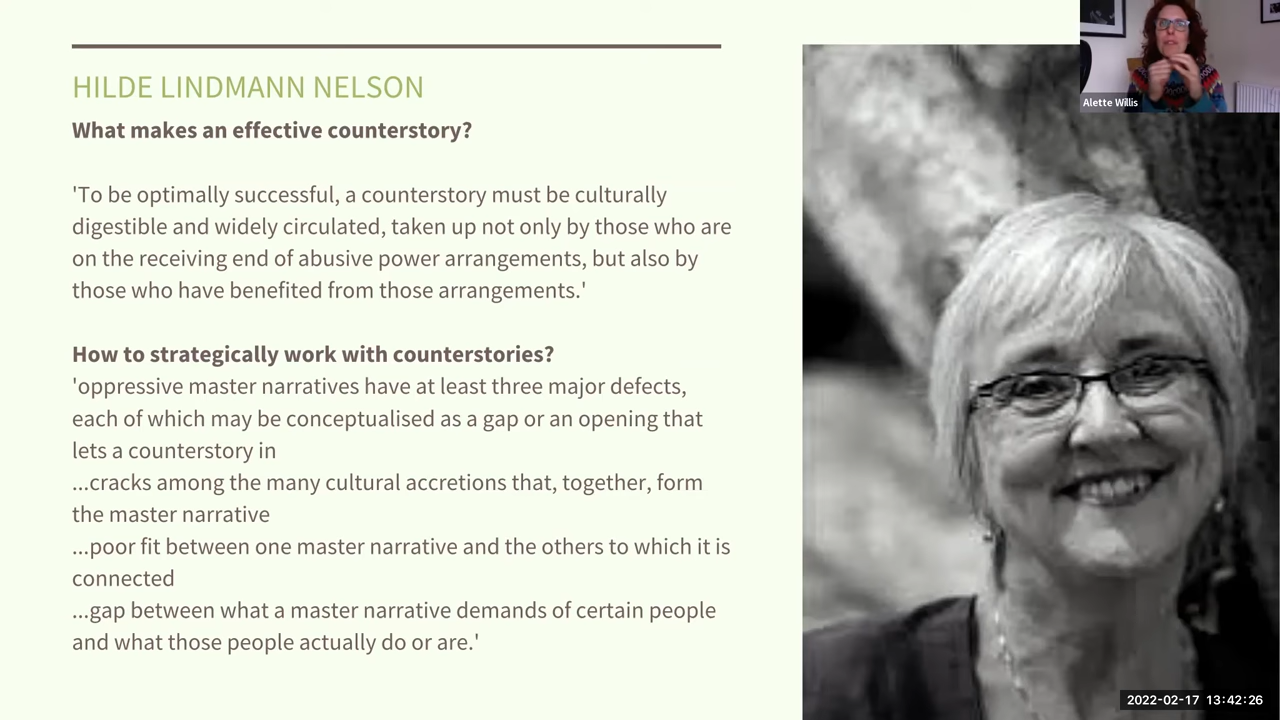 HILDE LINDMANN NELSON
What makes an effective counterstory?
'To be optimally successful, a counterstory must be culturally
digestible and widely circulated, taken up not only by those who are
on the receiving end of abusive power arrangements, but also by
those who have benefited from those arrangements.'
How to strategically work with counterstories?
'oppressive master narratives have at least three major defects,
each of which may be conceptualised as a gap or an opening that
lets a counterstory in
...cracks among the many cultural accretions that, together, form
the master narrative
...poor fit between one master narrative and the others to which it is
connected
...gap between what a master narrative demands of certain people
and what those people actually do or are.'
Alette Willis
2022-02-17 13:42:26